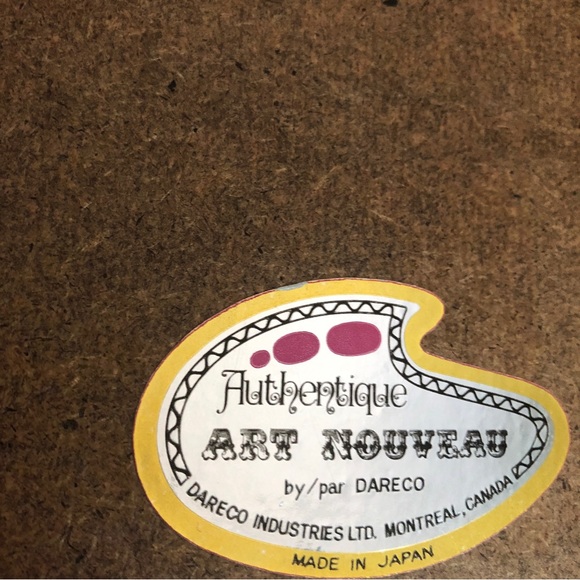 Authentique
ART NOUVEAU
by/par DARECO
DARECO INDUSTRIES LTD. MONTREAL, CANADA
MADE IN JAPAN